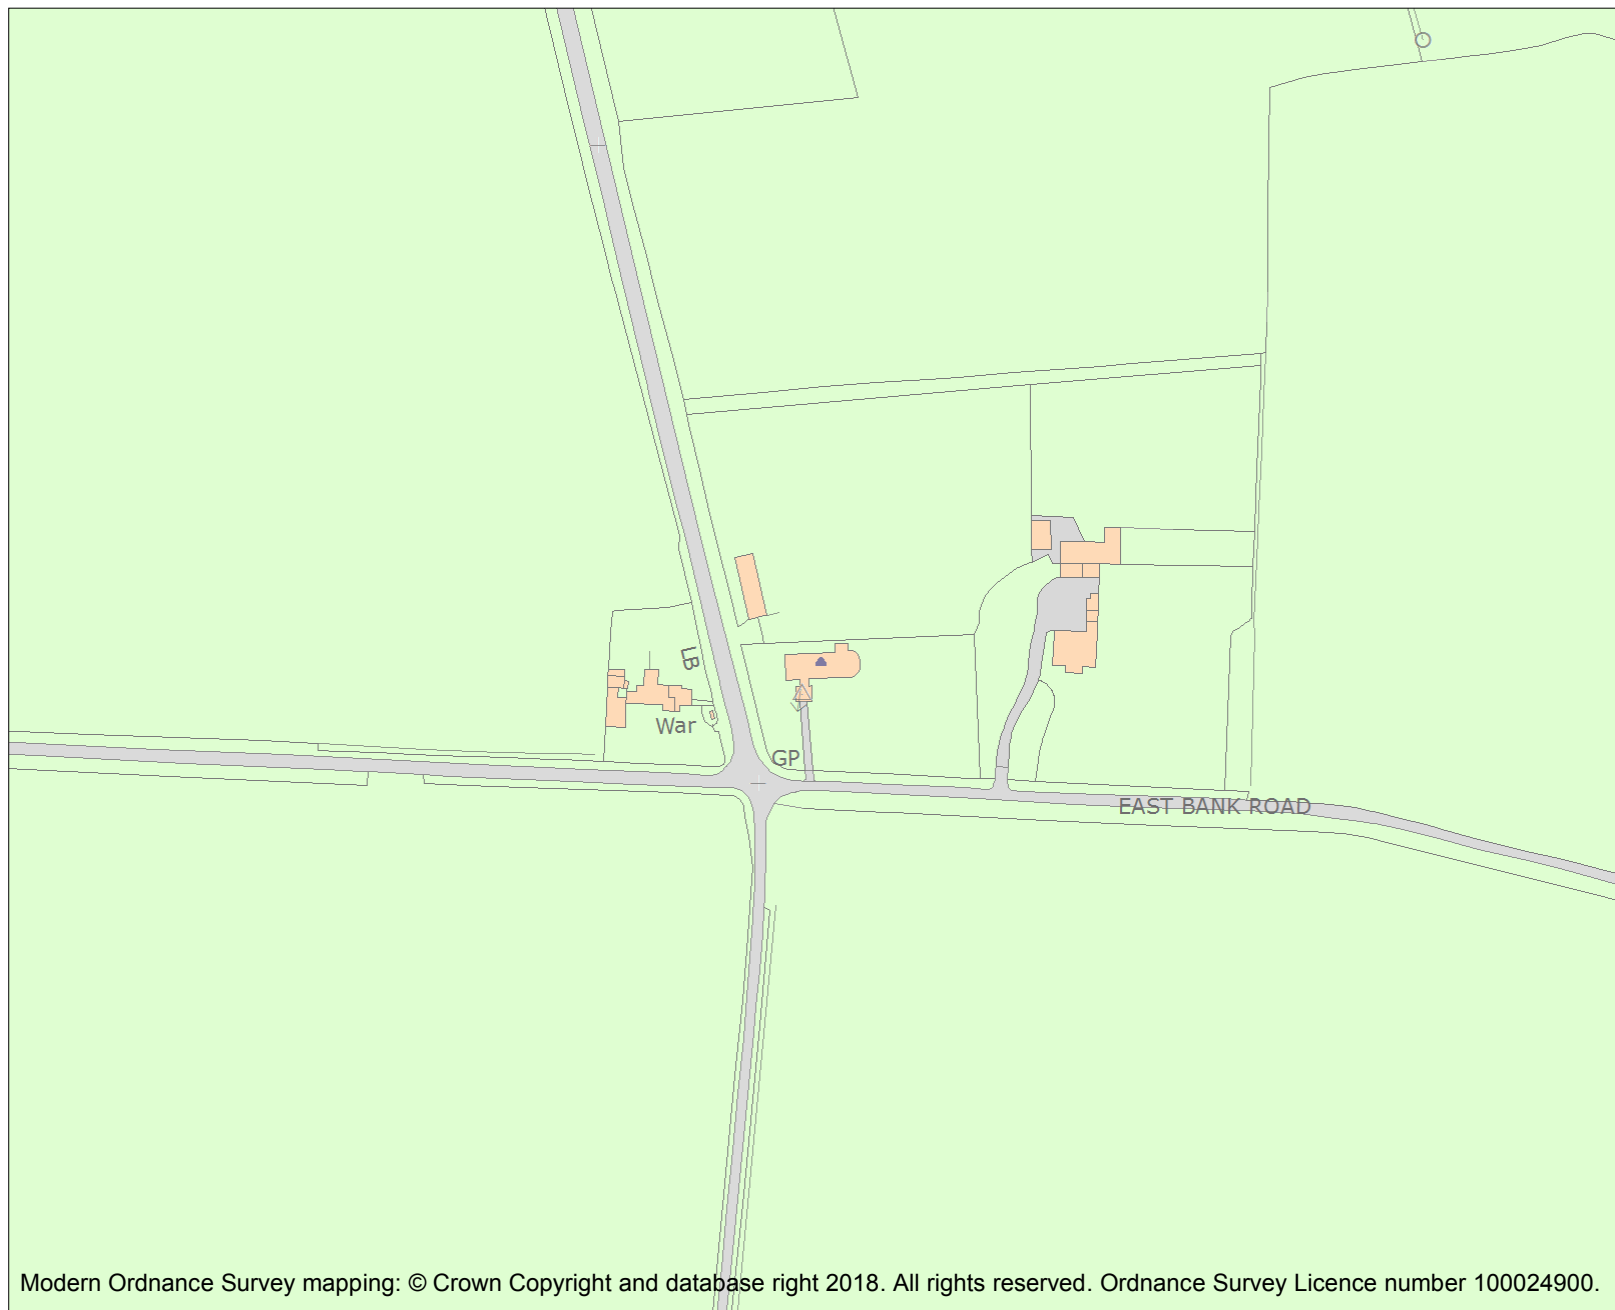 LB
War
GP
EAST BANK ROAD
Modern Ordnance Survey mapping: © Crown Copyright and database right 2018. All rights reserved. Ordnance Survey Licence number 100024900.